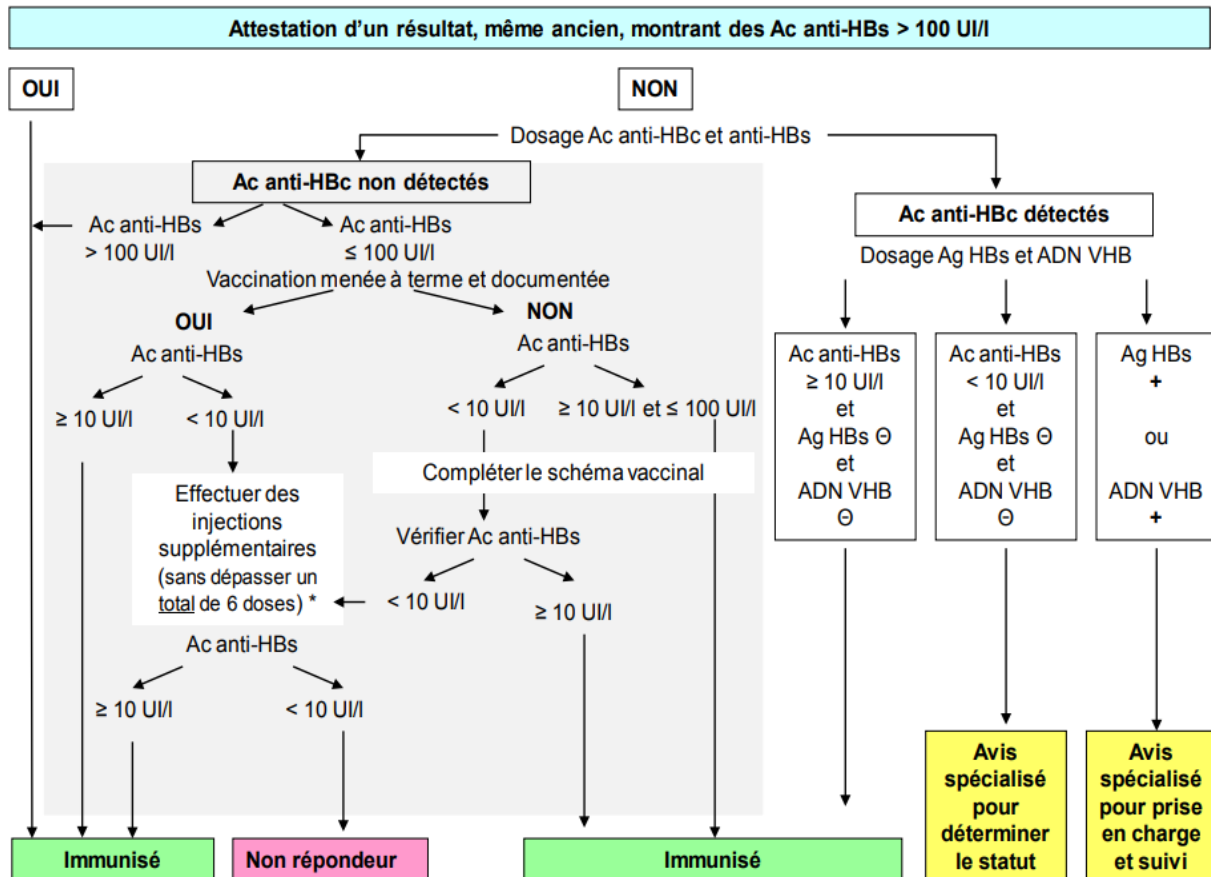 Attestation d'un résultat, même ancien, montrant des Ac anti-HBs > 100 UI/l
OUI
NON
Dosage Ac anti-HBc et anti-HBs
Ac anti-HBc non détectés
Ac anti-HBs
> 100 UI/l
Ac anti-HBs
≤ 100 UI/l
Vaccination menée à terme et documentée
OUI
Ac anti-HBs
≥ 10 UI/l
< 10 UI/l
Effectuer des
injections
supplémentaires
(sans dépasser un
total de 6 doses) *
Ac anti-HBs
≥ 10 UI/l
< 10 UI/l
NON
Ac anti-HBs
< 10 UI/l
≥ 10 UI/l et ≤ 100 UI/l
Compléter le schéma vaccinal
Vérifier Ac anti-HBs
< 10 UI/l
≥ 10 UI/l
Ac anti-HBc détectés
Dosage Ag HBs et ADN VHB
Ac anti-HBs
≥ 10 UI/l
et
Ag HBs Θ
et
ADN VHB
Θ
Ac anti-HBs
< 10 UI/l
et
Ag HBs Θ
et
ADN VHB
Θ
Ag HBs
+
ou
ADN VHB
+
Immunisé
Non répondeur
Immunisé
Avis
spécialisé
pour
déterminer
le statut
Avis
spécialisé
pour prise
en charge
et suivi